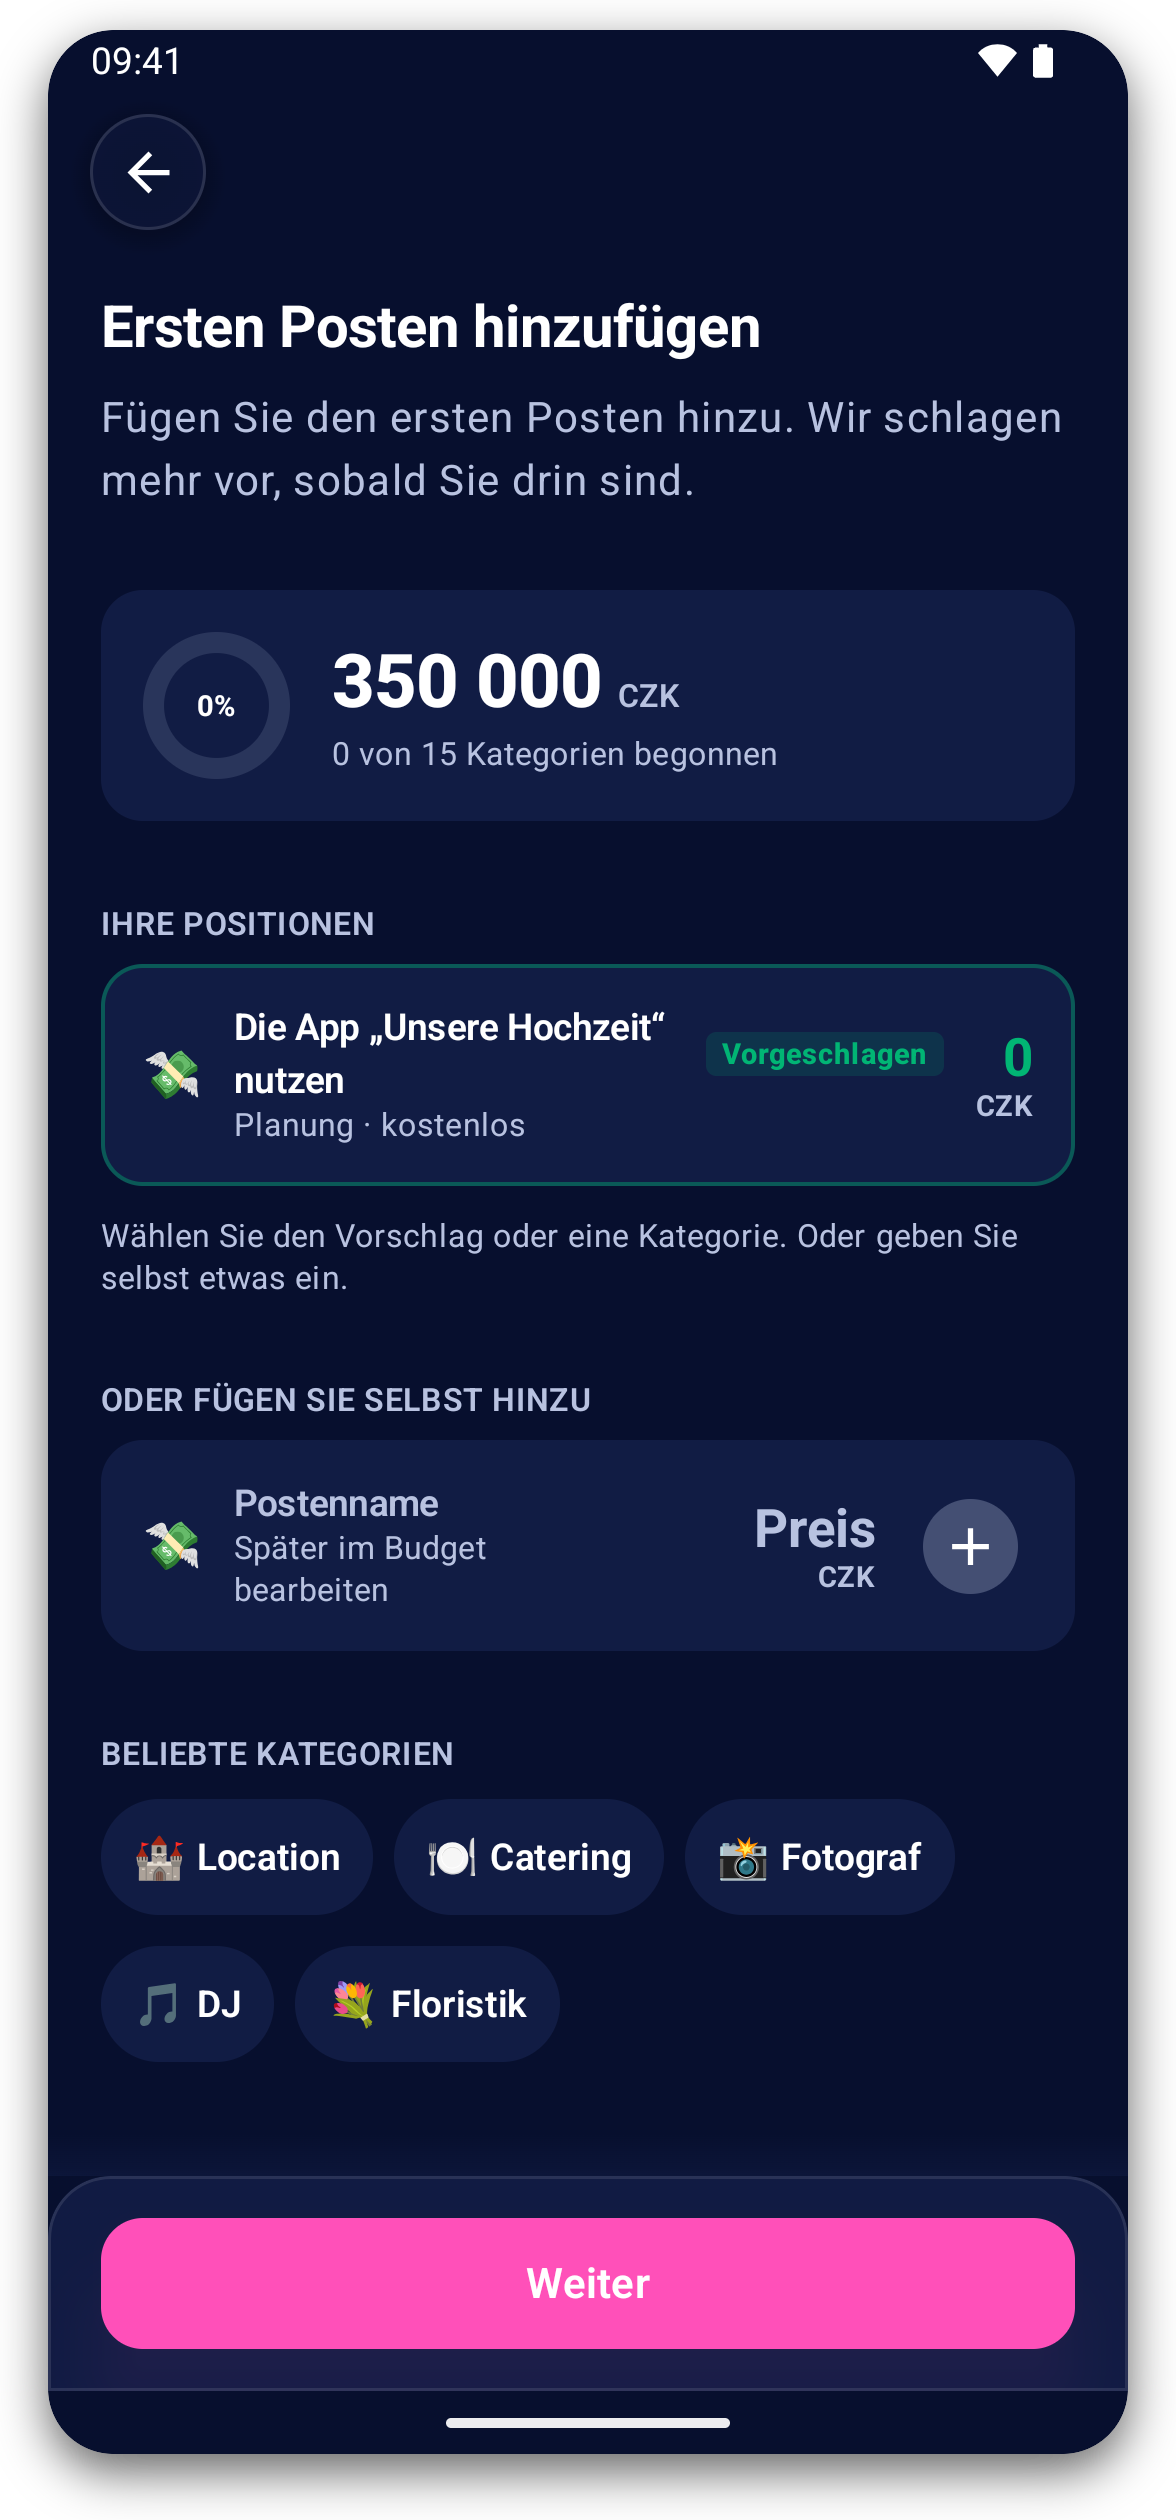 09:41
Ersten Posten hinzufügen
Fügen Sie den ersten Posten hinzu. Wir schlagen
mehr vor, sobald Sie drin sind.
0%
350 000 CZK
0 von 15 Kategorien begonnen
IHRE POSITIONEN
Die App „Unsere Hochzeit“
nutzen
Planung · kostenlos
Vorgeschlagen
0
CZK
Wählen Sie den Vorschlag oder eine Kategorie. Oder geben Sie
selbst etwas ein.
ODER FÜGEN SIE SELBST HINZU
Postenname
Später im Budget
bearbeiten
Preis
CZK
BELIEBTE KATEGORIEN
Location
Catering
Fotograf
DJ
Floristik
Weiter